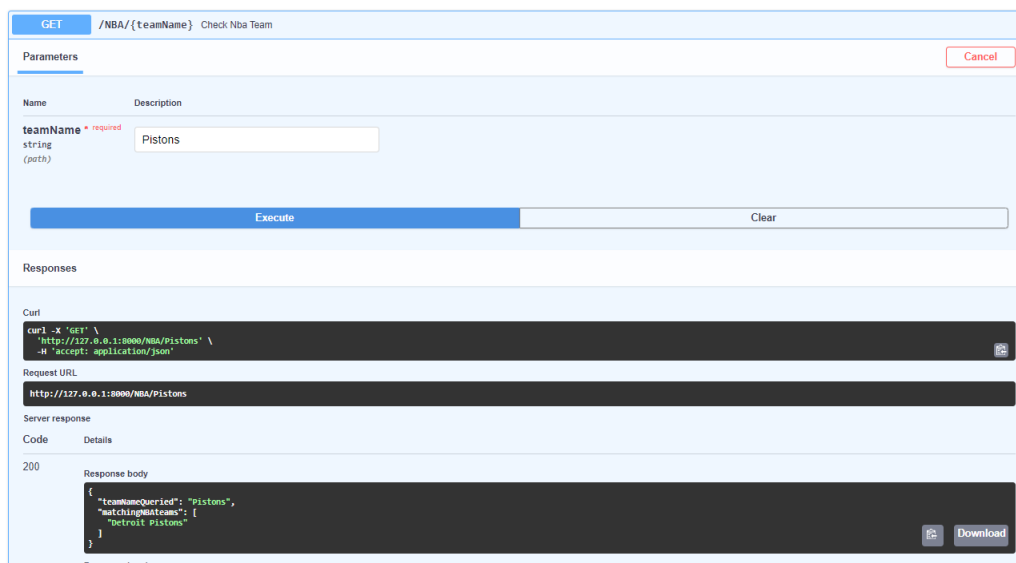 GET /NBA/{teamName} Check Nba Team
Parameters
Cancel
Name Description
teamName * required
string
(path)
Pistons
Execute Clear
Responses
Curl
curl -X 'GET' \
'http://127.0.0.1:8000/NBA/Pistons' \
-H 'accept: application/json'
Request URL
http://127.0.0.1:8000/NBA/Pistons
Server response
Code Details
200
Response body
{
"teamNameQueried": "Pistons",
"matchingNBAteams": [
"Detroit Pistons"
]
}
Download